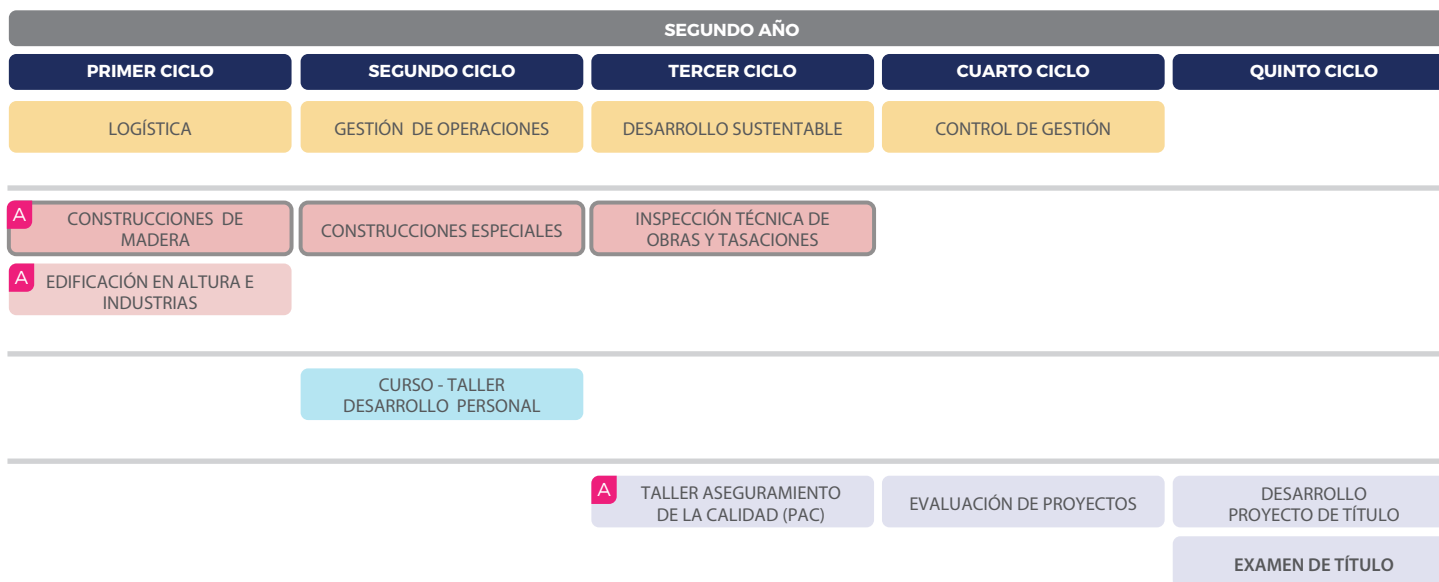 SEGUNDO AÑO
PRIMER CICLO
SEGUNDO CICLO
TERCER CICLO
CUARTO CICLO
QUINTO CICLO
LOGÍSTICA
GESTIÓN DE OPERACIONES
DESARROLLO SUSTENTABLE
CONTROL DE GESTIÓN
A
CONSTRUCCIONES DE
MADERA
CONSTRUCCIONES ESPECIALES
INSPECCIÓN TÉCNICA DE
OBRAS Y TASACIONES
A
EDIFICACIÓN EN ALTURA E
INDUSTRIAS
CURSO - TALLER
DESARROLLO PERSONAL
A
TALLER ASEGURAMIENTO
DE LA CALIDAD (PAC)
EVALUACIÓN DE PROYECTOS
DESARROLLO
PROYECTO DE TÍTULO
EXAMEN DE TÍTULO